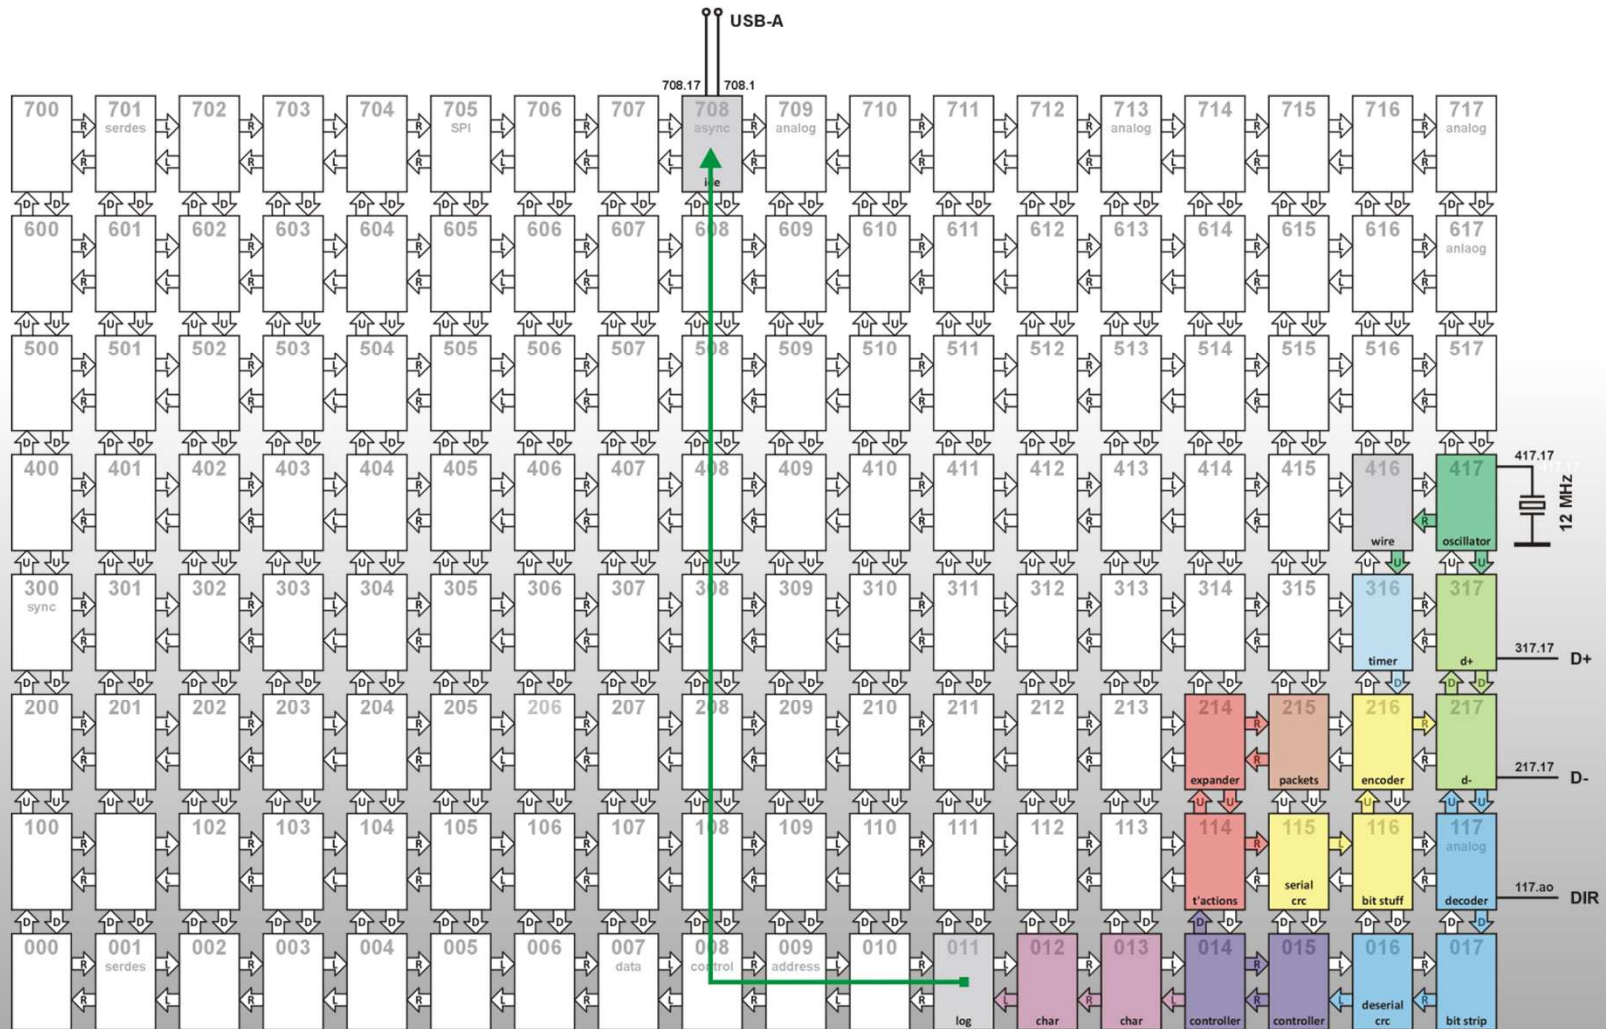 USB-A
708.17 708.1
700 701 702 703 704 705 706 707 708 709 710 711 712 713 714 715 716 717
serdes SPI async analog analog analog
R L R L R L R L R L R L R L R L R
R L R L R L R L R L R L R L R L R
D D D D D D D D D D D D D D D D D D D D D D D D D D D D D D D D D D D D
600 601 602 603 604 605 606 607 608 609 610 611 612 613 614 615 616 617
anlaog
R L R L R L R L R L R L R L R L R
R L R L R L R L R L R L R L R L R
U U U U U U U U U U U U U U U U U U U U U U U U U U U U U U U U U U U U
500 501 502 503 504 505 506 507 508 509 510 511 512 513 514 515 516 517
R L R L R L R L R L R L R L R L R
R L R L R L R L R L R L R L R L R
D D D D D D D D D D D D D D D D D D D D D D D D D D D D D D D D D D D D
400 401 402 403 404 405 406 407 408 409 410 411 412 413 414 415 416 417 417.17 417.17
R L R L R L R L R L R L R L R L R
R L R L R L R L R L R L R L R L R 12 MHz
wire oscillator
U U U U U U U U U U U U U U U U U U U U U U U U U U U U U U U U U U U U
300 301 302 303 304 305 306 307 308 309 310 311 312 313 314 315 316 317
sync
R L R L R L R L R L R L R L R L R
R L R L R L R L R L R L R L R L R
317.17 D+
timer d+
D D D D D D D D D D D D D D D D D D D D D D D D D D D D D D D D D D D D
200 201 202 203 204 205 206 207 208 209 210 211 212 213 214 215 216 217
R L R L R L R L R L R L R L R L R
R L R L R L R L R L R L R L R L R
217.17 D-
expander packets encoder d-
U U U U U U U U U U U U U U U U U U U U U U U U U U U U U U U U U U U U
100 102 103 104 105 106 107 108 109 110 111 112 113 114 115 116 117
analog
R L R L R L R L R L R L R L R L R
R L R L R L R L R L R L R L R L R
serial 117.ao DIR
t'actions crc bit stuff decoder
D D D D D D D D D D D D D D D D D D D D D D D D D D D D D D D D D D D D
000 001 002 003 004 005 006 007 008 009 010 011 012 013 014 015 016 017
serdes data control address
R L R L R L R L R L R L R L R L R
R L R L R L R L R L R L R L R L R
deserial
log char char controller controller crc bit strip